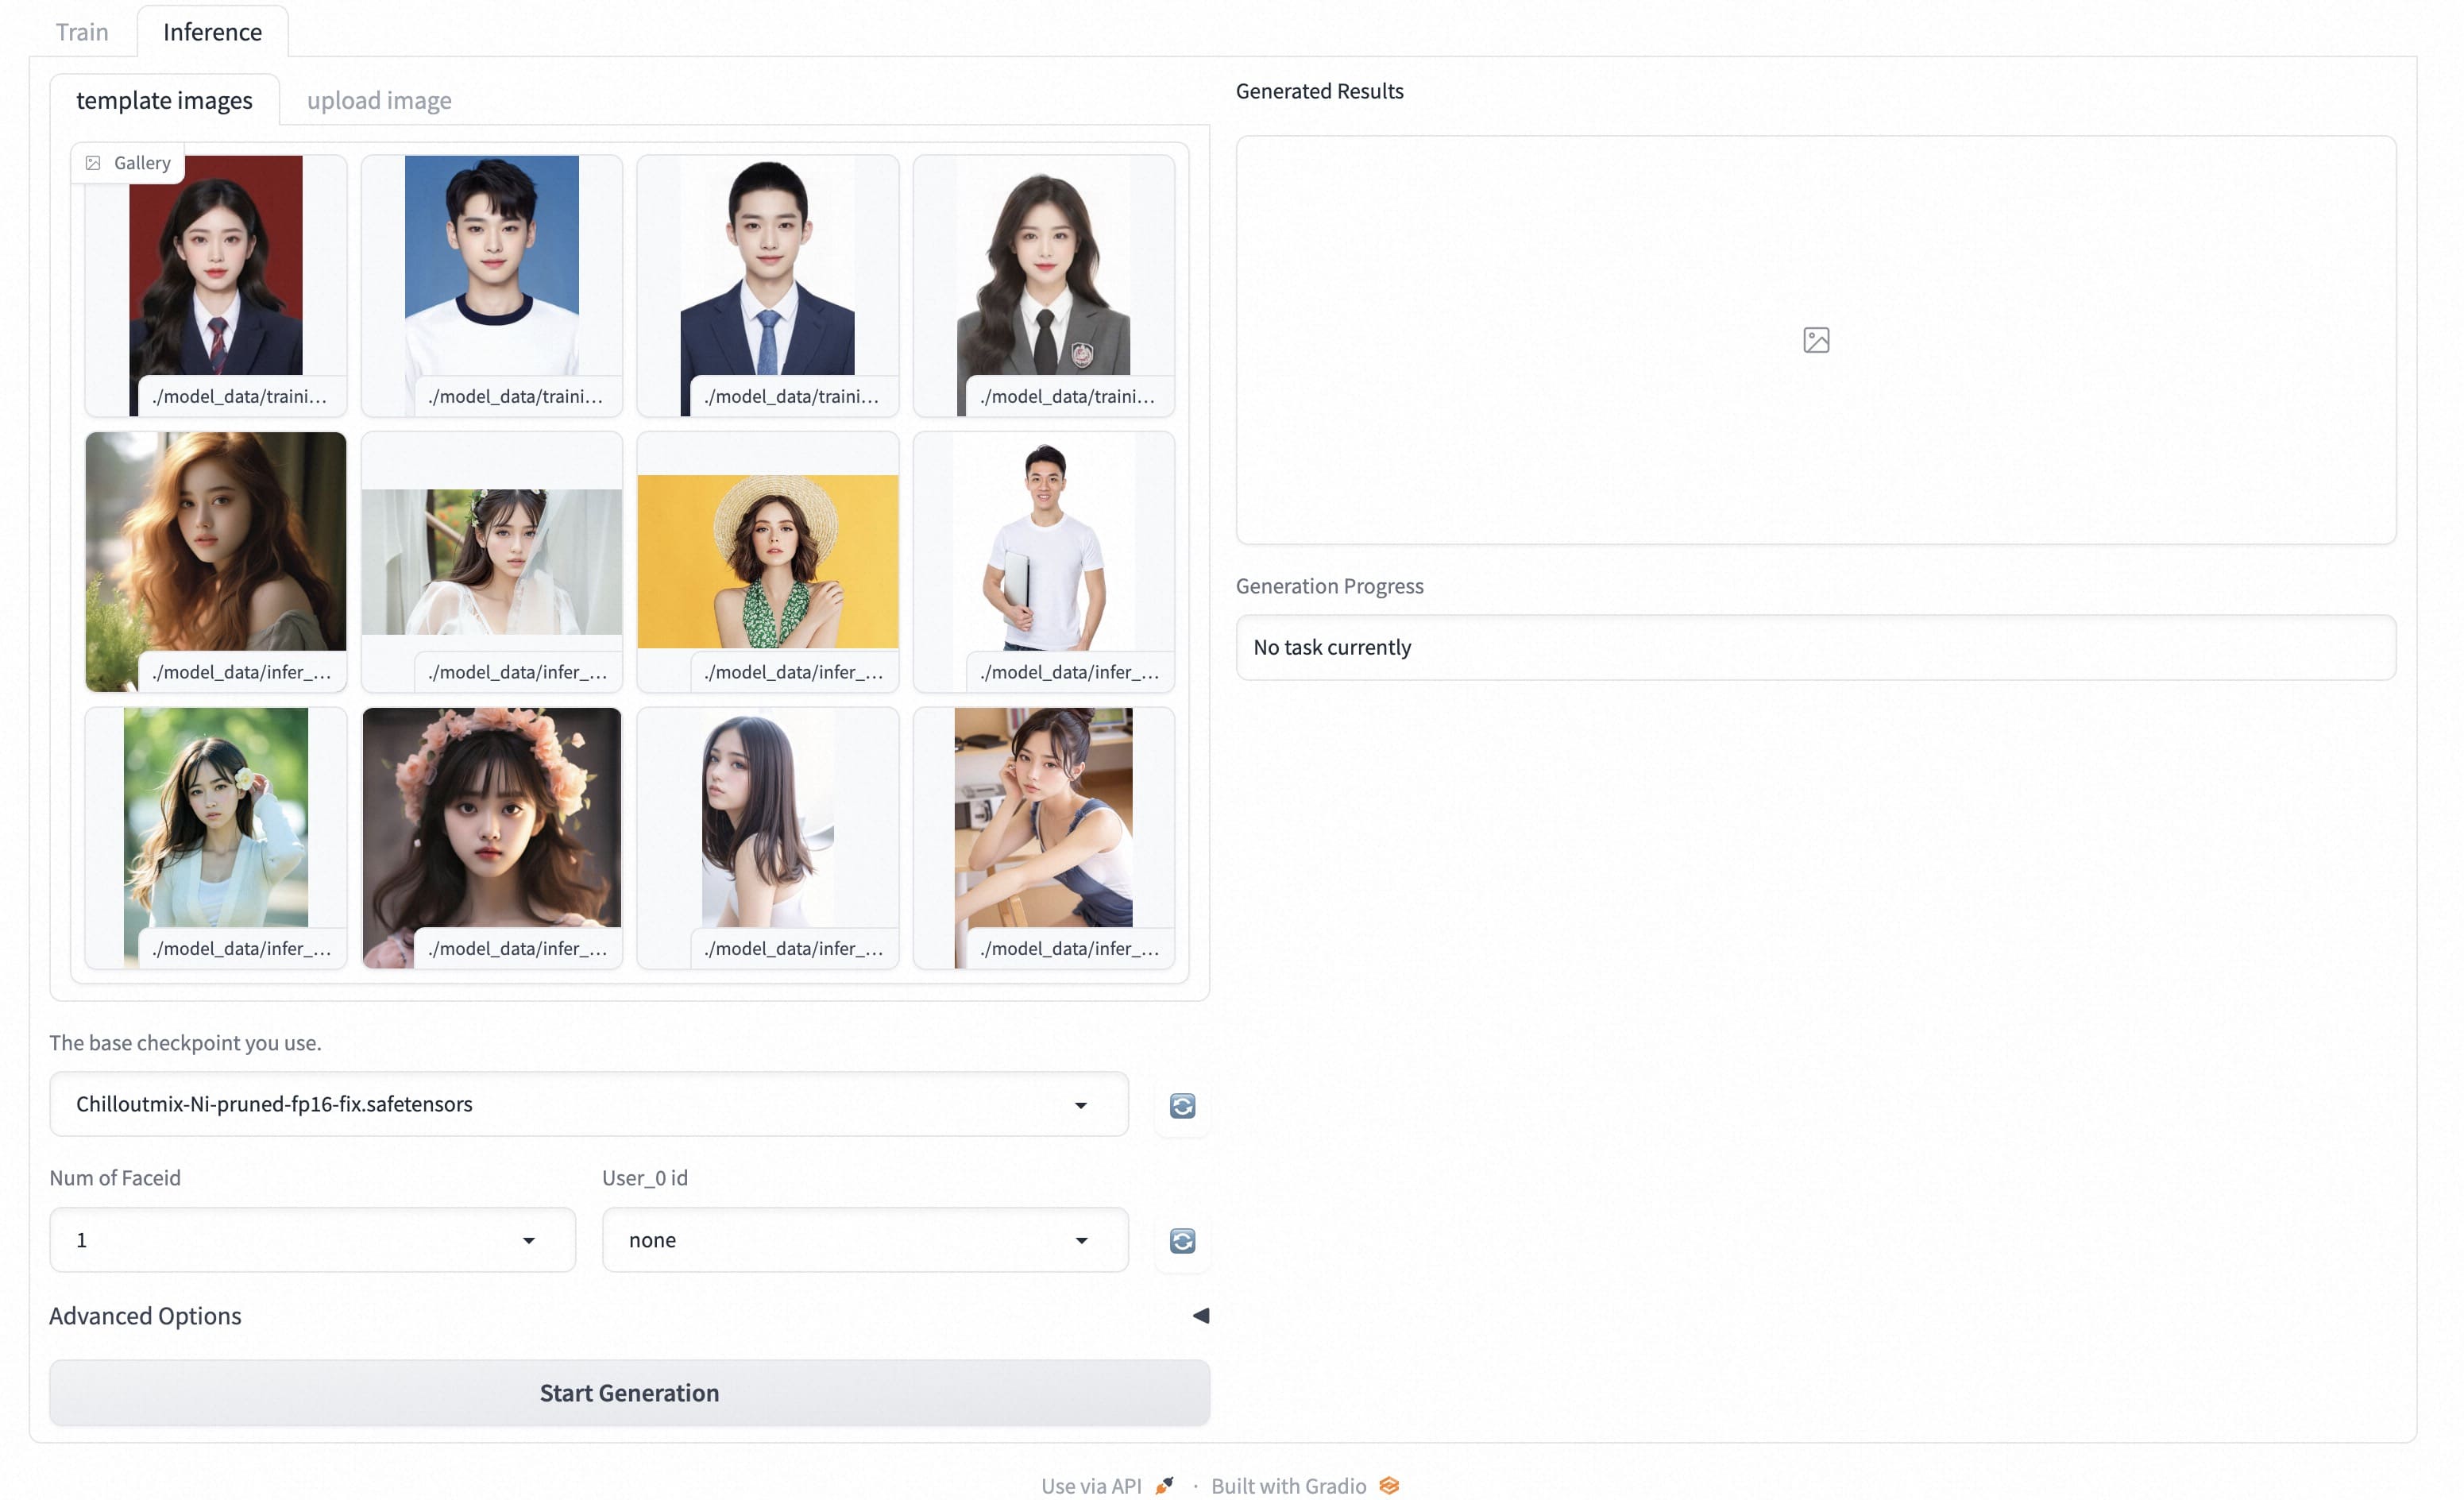 Train
Inference
template images
upload image
Gallery
./model_data/traini...
./model_data/traini...
./model_data/traini...
./model_data/traini...
./model_data/infer_...
./model_data/infer_...
./model_data/infer_...
./model_data/infer_...
./model_data/infer_...
./model_data/infer_...
./model_data/infer_...
./model_data/infer_...
The base checkpoint you use.
Chilloutmix-Ni-pruned-fp16-fix.safetensors
Num of Faceid
User_0 id
1
none
Advanced Options
Start Generation
Generated Results
Generation Progress
No task currently
Use via API · Built with Gradio